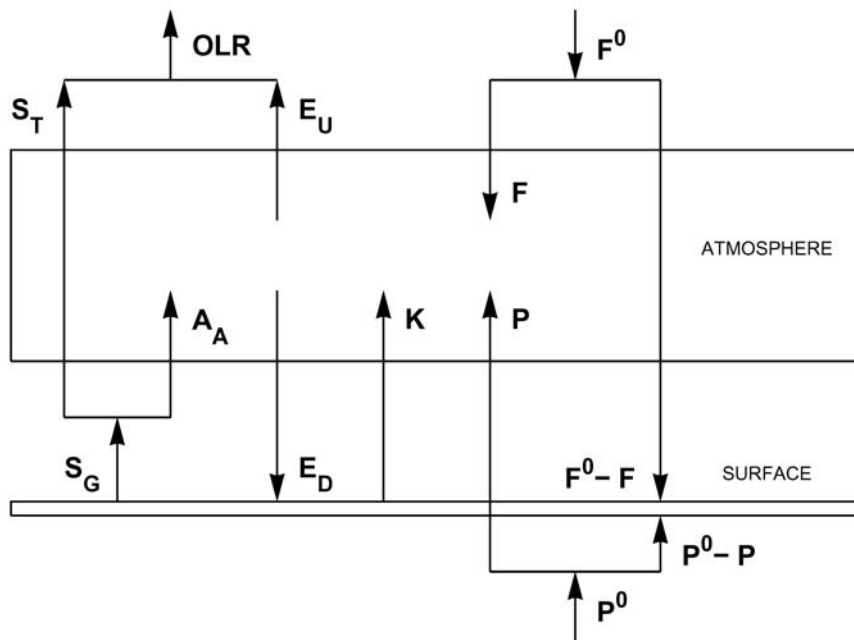 OLR
F⁰
S_T
E_U
F
ATMOSPHERE
A_A
K
P
S_G
E_D
F⁰– F
SURFACE
P⁰– P
P⁰